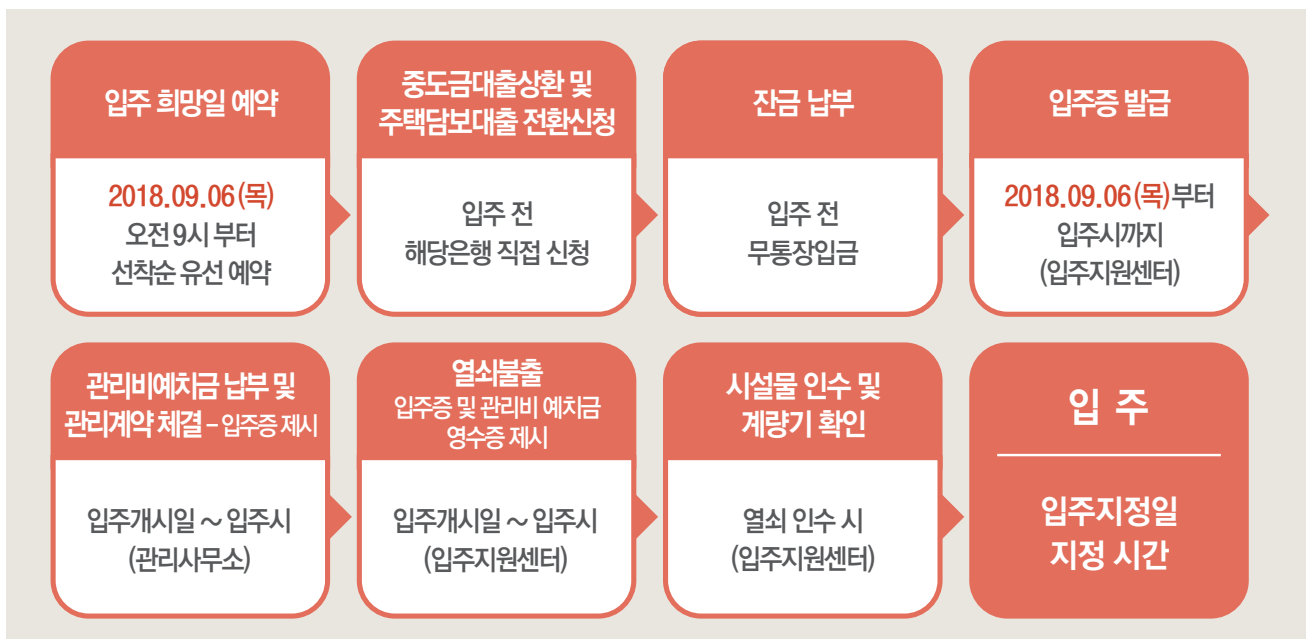 입주 희망일 예약
2018.09.06(목)
오전 9시 부터
선착순 유선 예약
중도금대출상환 및
주택담보대출 전환신청
입주 전
해당은행 직접 신청
잔금 납부
입주 전
무통장입금
입주증 발급
2018.09.06(목)부터
입주시까지
(입주지원센터)
관리비예치금 납부 및
관리계약 체결 – 입주증 제시
입주개시일 ~ 입주시
(관리사무소)
열쇠불출
입주증 및 관리비 예치금
영수증 제시
입주개시일 ~ 입주시
(입주지원센터)
시설물 인수 및
계량기 확인
열쇠 인수 시
(입주지원센터)
입 주
입주지정일
지정 시간